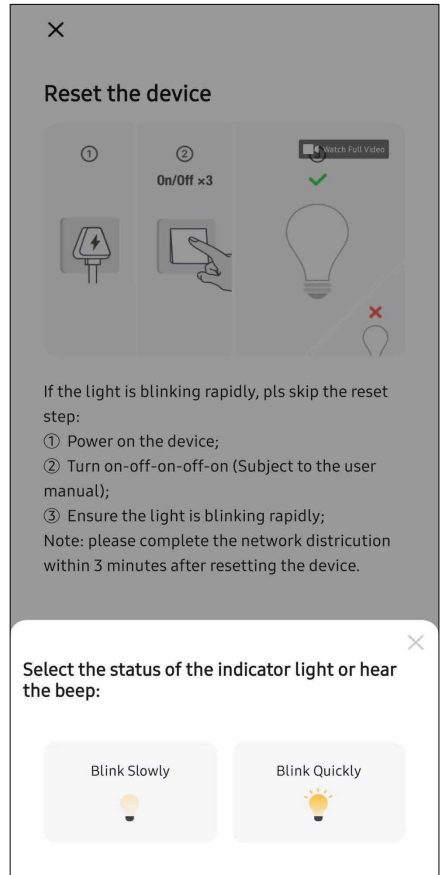 Reset the device
①
②
③
Watch Full Video
On/Off ×3
If the light is blinking rapidly, pls skip the reset
step:
① Power on the device;
② Turn on-off-on-off-on (Subject to the user
manual);
③ Ensure the light is blinking rapidly;
Note: please complete the network districution
within 3 minutes after resetting the device.
Select the status of the indicator light or hear
the beep:
Blink Slowly
Blink Quickly